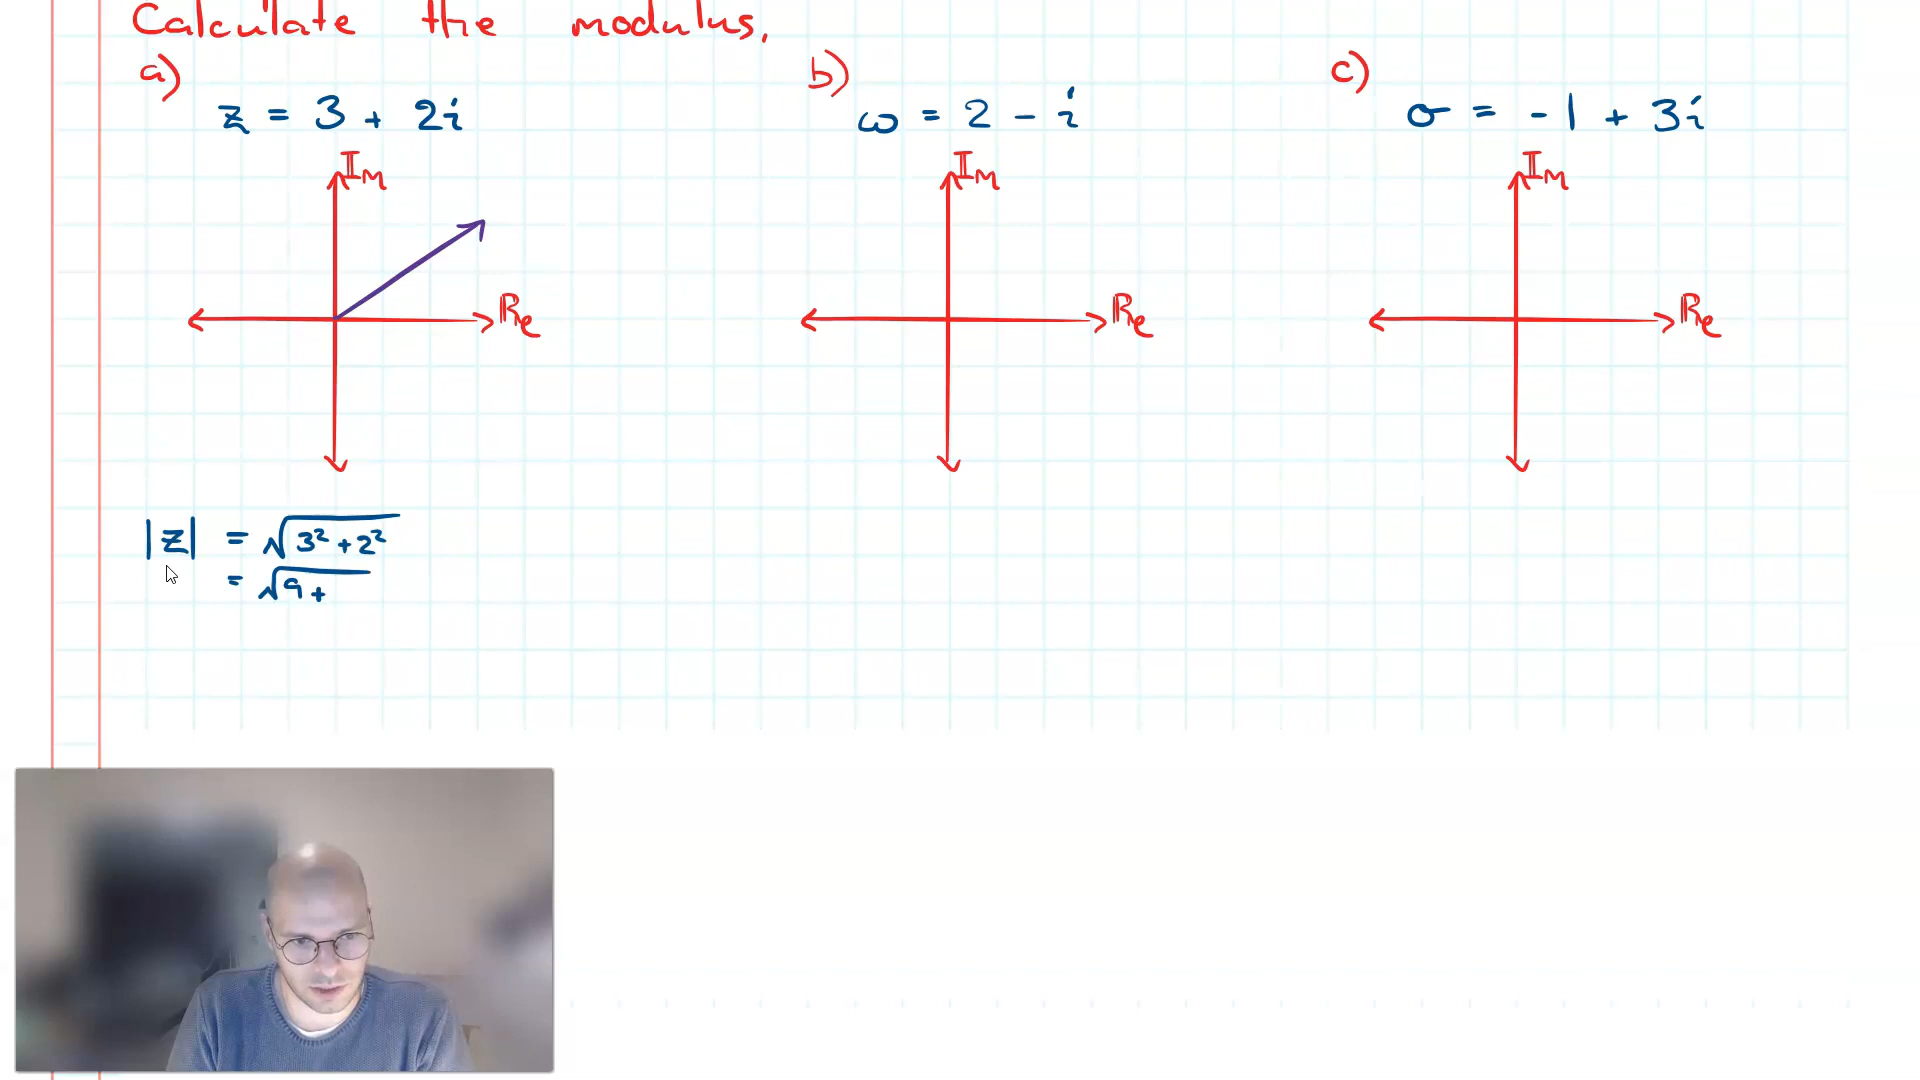 Calculate the modulus.
a)
z = 3 + 2i
Im
Re
|z| = √3² + 2²
= √9 +
b)
ω = 2 - i
Im
Re
c)
σ = -1 + 3i
Im
Re